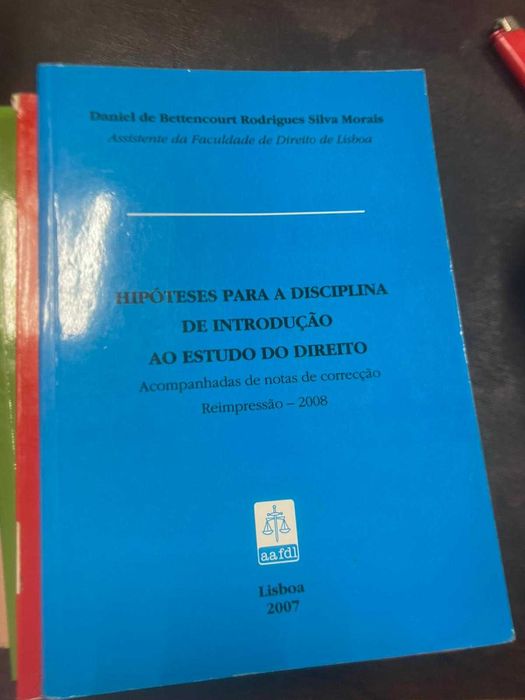 Daniel de Bettencourt Rodrigues Silva Morais
Assistente da Faculdade de Direito de Lisboa
HIPÓTESES PARA A DISCIPLINA
DE INTRODUÇÃO
AO ESTUDO DO DIREITO
Acompanhadas de notas de correcção
Reimpressão – 2008
aafdl
Lisboa
2007